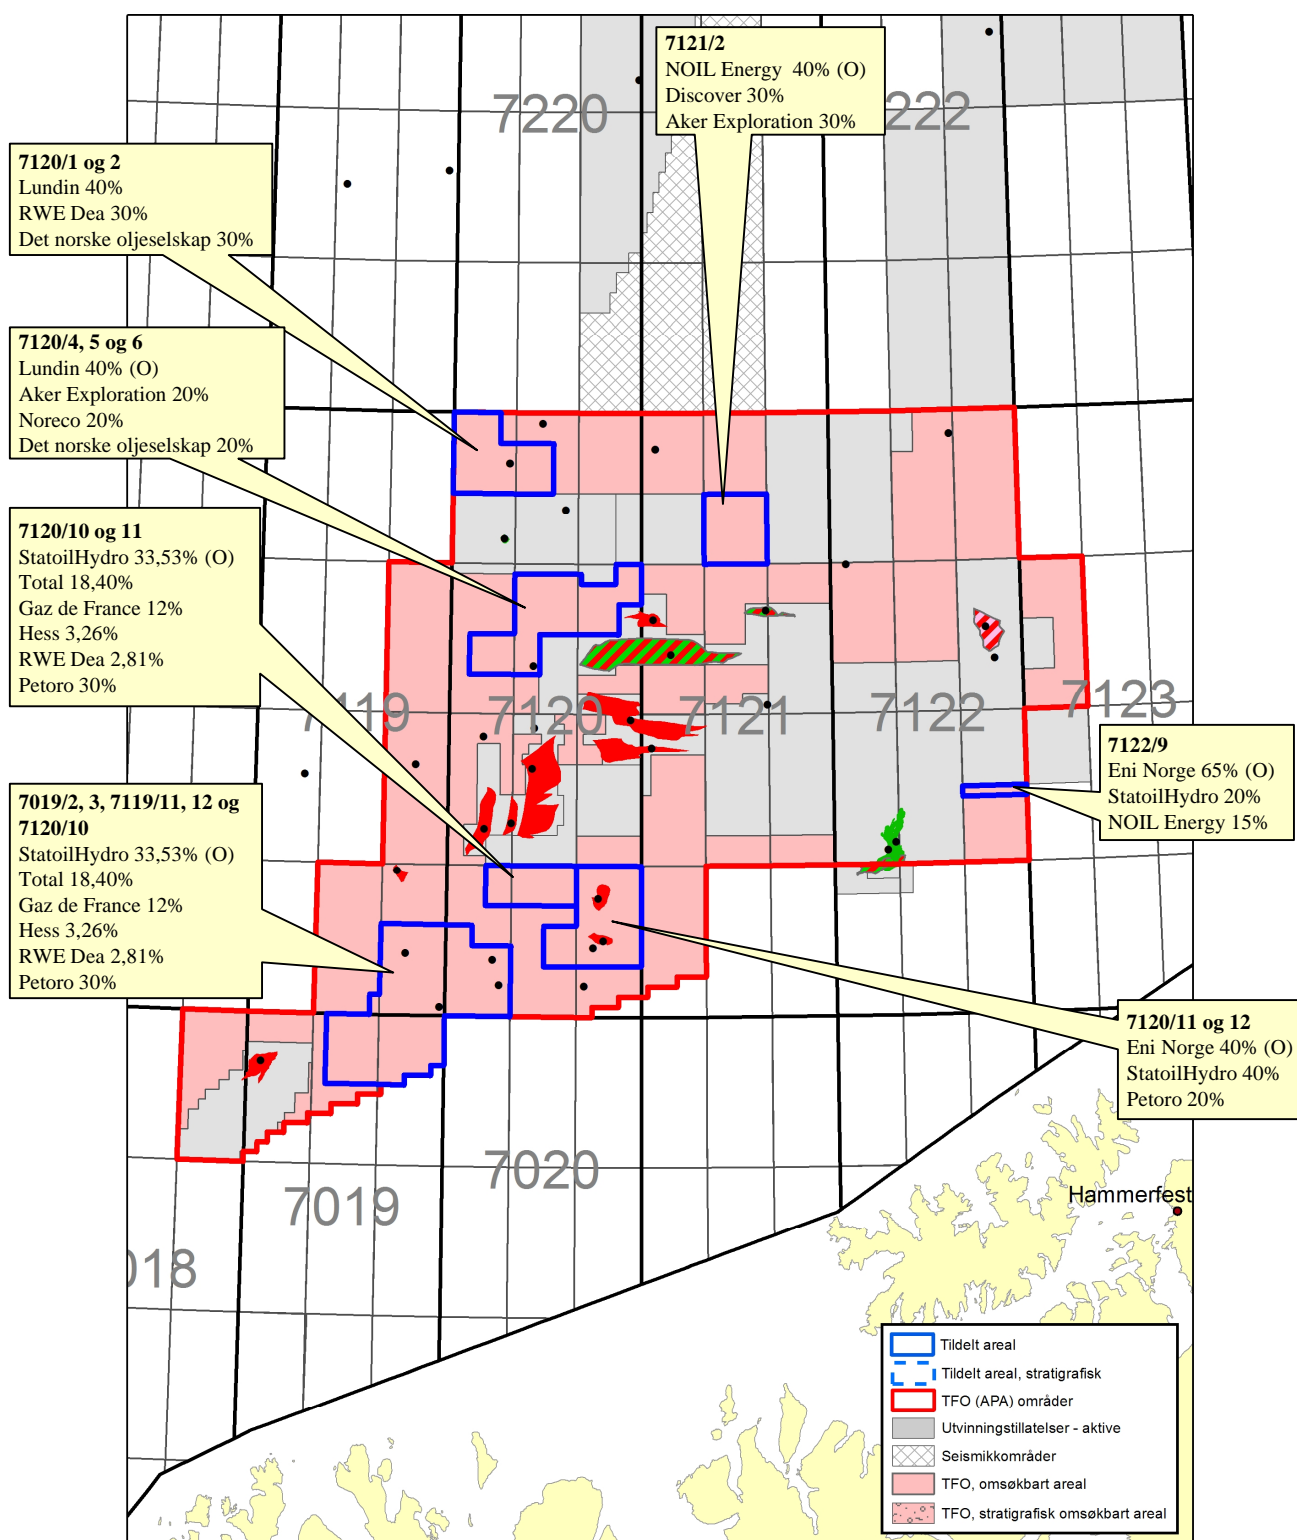 7121/2
NOIL Energy 40% (O)
Discover 30%
Aker Exploration 30%
7220
222
7120/1 og 2
Lundin 40%
RWE Dea 30%
Det norske oljeselskap 30%
7120/4, 5 og 6
Lundin 40% (O)
Aker Exploration 20%
Noreco 20%
Det norske oljeselskap 20%
7120/10 og 11
StatoilHydro 33,53% (O)
Total 18,40%
Gaz de France 12%
Hess 3,26%
RWE Dea 2,81%
Petoro 30%
7119
7120
7121
7122
7123
7122/9
Eni Norge 65% (O)
StatoilHydro 20%
NOIL Energy 15%
7019/2, 3, 7119/11, 12 og
7120/10
StatoilHydro 33,53% (O)
Total 18,40%
Gaz de France 12%
Hess 3,26%
RWE Dea 2,81%
Petoro 30%
7120/11 og 12
Eni Norge 40% (O)
StatoilHydro 40%
Petoro 20%
7020
7019
018
Hammerfest
Tildelt areal
Tildelt areal, stratigrafisk
TFO (APA) områder
Utvinningstillatelser - aktive
Seismikkområder
TFO, omsøkbart areal
TFO, stratigrafisk omsøkbart areal